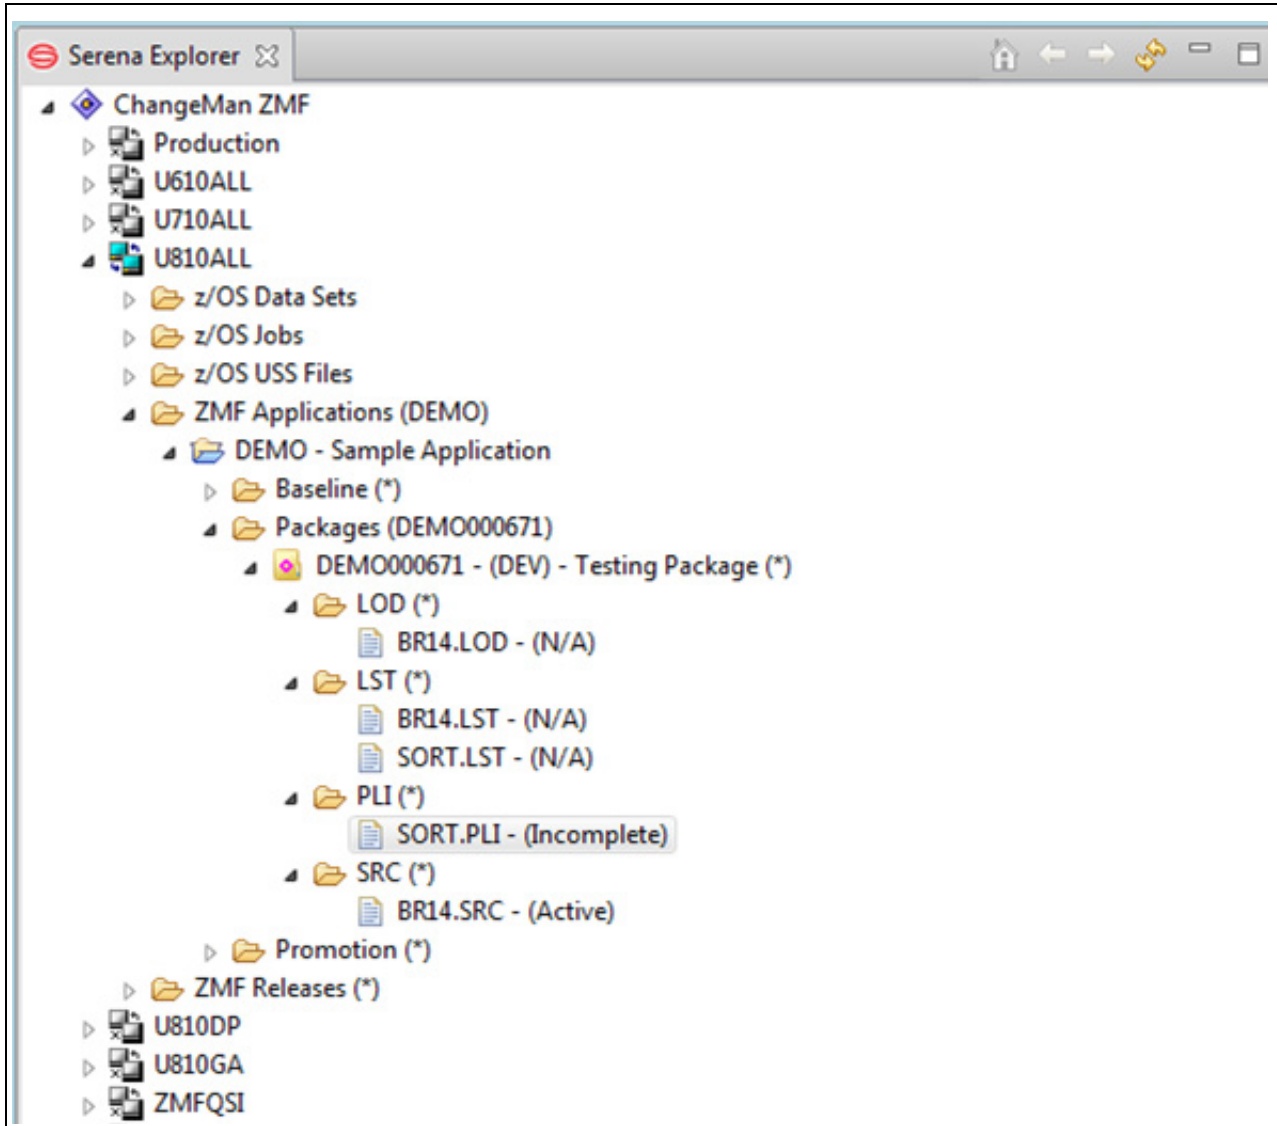 Serena Explorer
ChangeMan ZMF
Production
U610ALL
U710ALL
U810ALL
z/OS Data Sets
z/OS Jobs
z/OS USS Files
ZMF Applications (DEMO)
DEMO - Sample Application
Baseline (*)
Packages (DEMO000671)
DEMO000671 - (DEV) - Testing Package (*)
LOD (*)
BR14.LOD - (N/A)
LST (*)
BR14.LST - (N/A)
SORT.LST - (N/A)
PLI (*)
SORT.PLI - (Incomplete)
SRC (*)
BR14.SRC - (Active)
Promotion (*)
ZMF Releases (*)
U810DP
U810GA
ZMFQSI